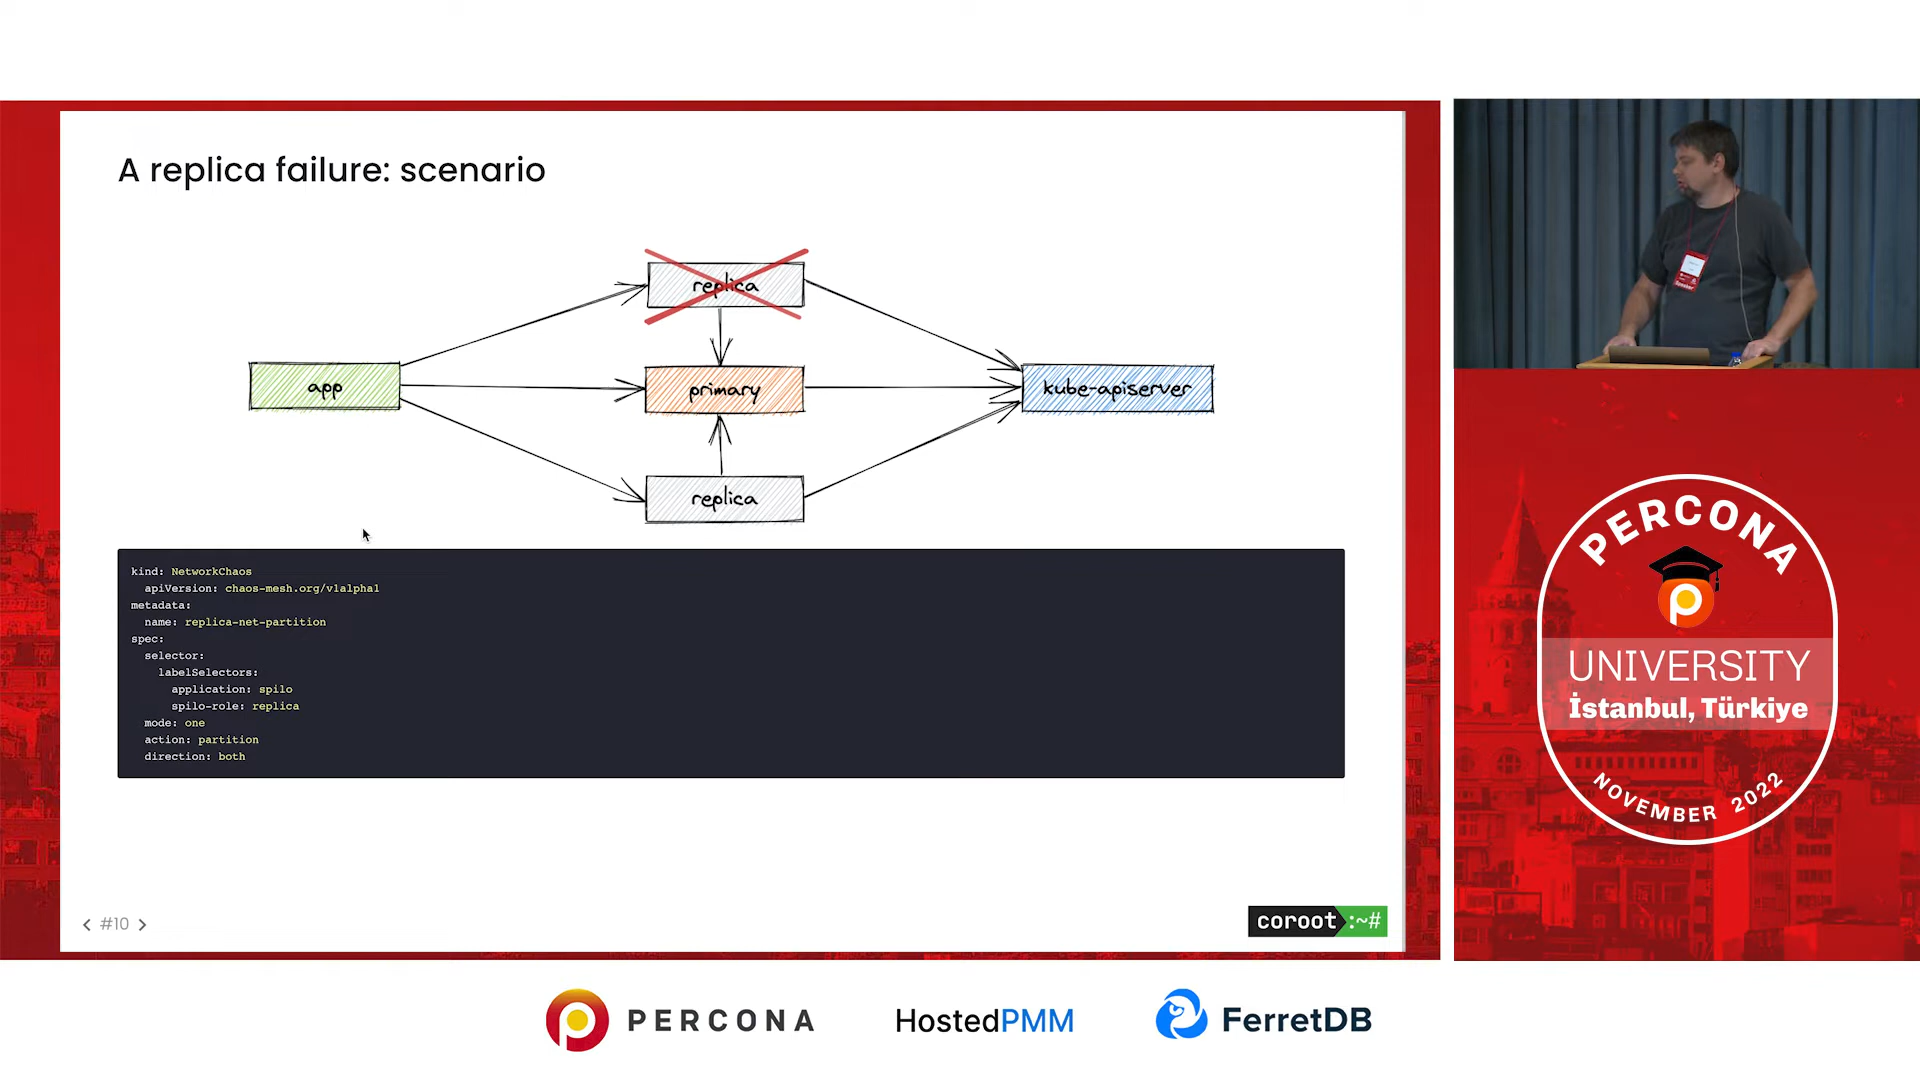 A replica failure: scenario
replica
app
primary
kube-apiserver
replica
kind: NetworkChaos
apiVersion: chaos-mesh.org/v1alpha1
metadata:
name: replica-net-partition
spec:
selector:
labelSelectors:
application: spilo
spilo-role: replica
mode: one
action: partition
direction: both
< #10 >
coroot :~#
PERCONA
UNIVERSITY
İstanbul, Türkiye
NOVEMBER 2022
PERCONA
HostedPMM
FerretDB